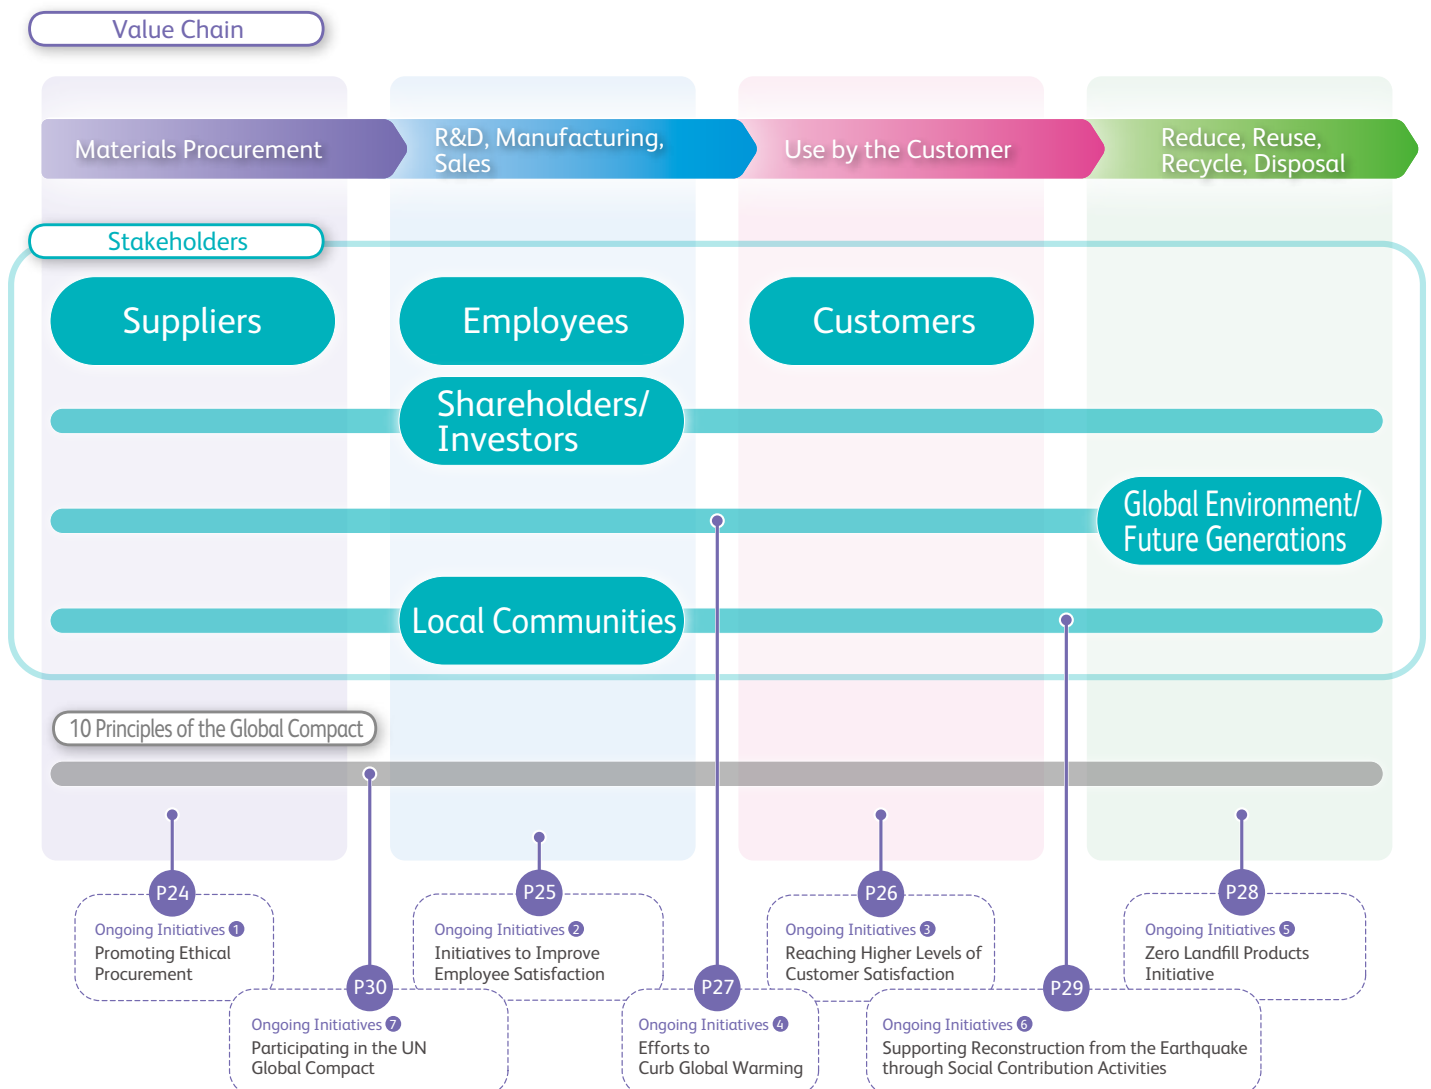 Value Chain
Materials Procurement
R&D, Manufacturing,
Sales
Use by the Customer
Reduce, Reuse,
Recycle, Disposal
Stakeholders
Suppliers
Employees
Customers
Shareholders/
Investors
Global Environment/
Future Generations
Local Communities
10 Principles of the Global Compact
P24
Ongoing Initiatives 1
Promoting Ethical
Procurement
P25
Ongoing Initiatives 2
Initiatives to Improve
Employee Satisfaction
P26
Ongoing Initiatives 3
Reaching Higher Levels of
Customer Satisfaction
P28
Ongoing Initiatives 5
Zero Landfill Products
Initiative
P30
Ongoing Initiatives 7
Participating in the UN
Global Compact
P27
Ongoing Initiatives 4
Efforts to
Curb Global Warming
P29
Ongoing Initiatives 6
Supporting Reconstruction from the Earthquake
through Social Contribution Activities